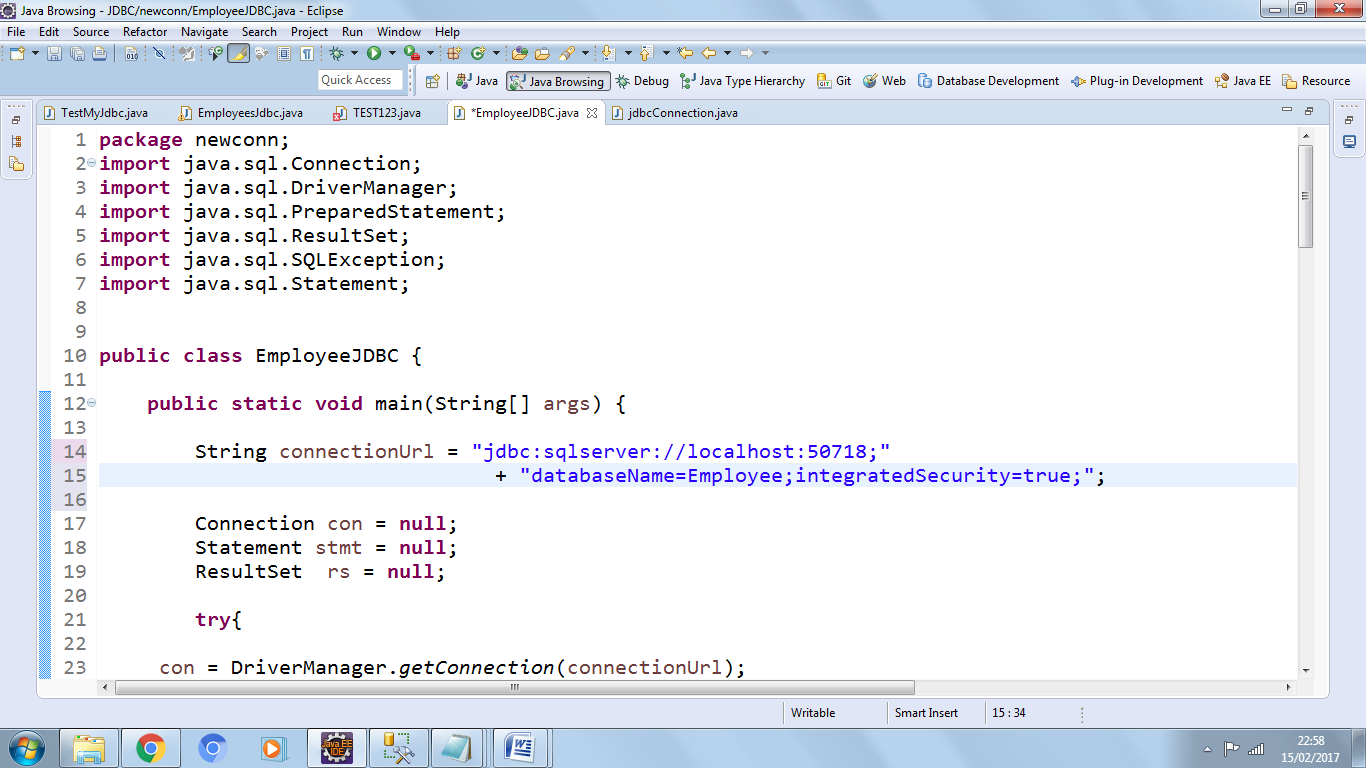 Java Browsing - JDBC/newconn/EmployeeJDBC.java - Eclipse
File Edit Source Refactor Navigate Search Project Run Window Help
010
Quick Access Java Java Browsing Debug Java Type Hierarchy Git Web Database Development Plug-in Development Java EE Resource
TestMyJdbc.java EmployeesJdbc.java TEST123.java *EmployeeJDBC.java jdbcConnection.java
1 package newconn;
2 import java.sql.Connection;
3 import java.sql.DriverManager;
4 import java.sql.PreparedStatement;
5 import java.sql.ResultSet;
6 import java.sql.SQLException;
7 import java.sql.Statement;
8
9
10 public class EmployeeJDBC {
11
12 public static void main(String[] args) {
13
14 String connectionUrl = "jdbc:sqlserver://localhost:50718;"
15 + "databaseName=Employee;integratedSecurity=true;";
16
17 Connection con = null;
18 Statement stmt = null;
19 ResultSet rs = null;
20
21 try{
22
23 con = DriverManager.getConnection(connectionUrl);
Writable Smart Insert 15 : 34
Java EE
IDE
22:58
15/02/2017